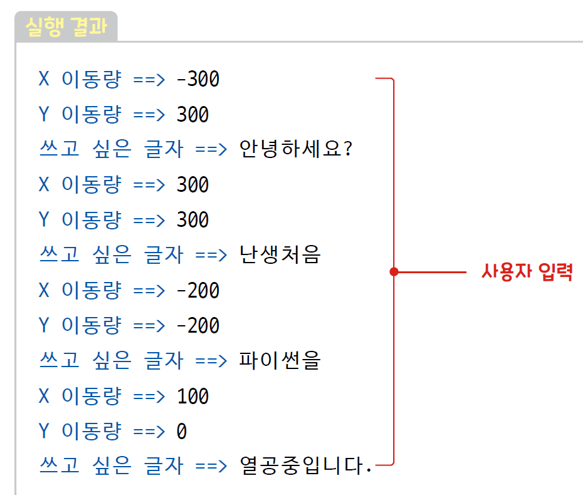 실행 결과
X 이동량 ==> -300
Y 이동량 ==> 300
쓰고 싶은 글자 ==> 안녕하세요?
X 이동량 ==> 300
Y 이동량 ==> 300
쓰고 싶은 글자 ==> 난생처음
사용자 입력
X 이동량 ==> -200
Y 이동량 ==> -200
쓰고 싶은 글자 ==> 파이썬을
X 이동량 ==> 100
Y 이동량 ==> 0
쓰고 싶은 글자 ==> 열공중입니다.